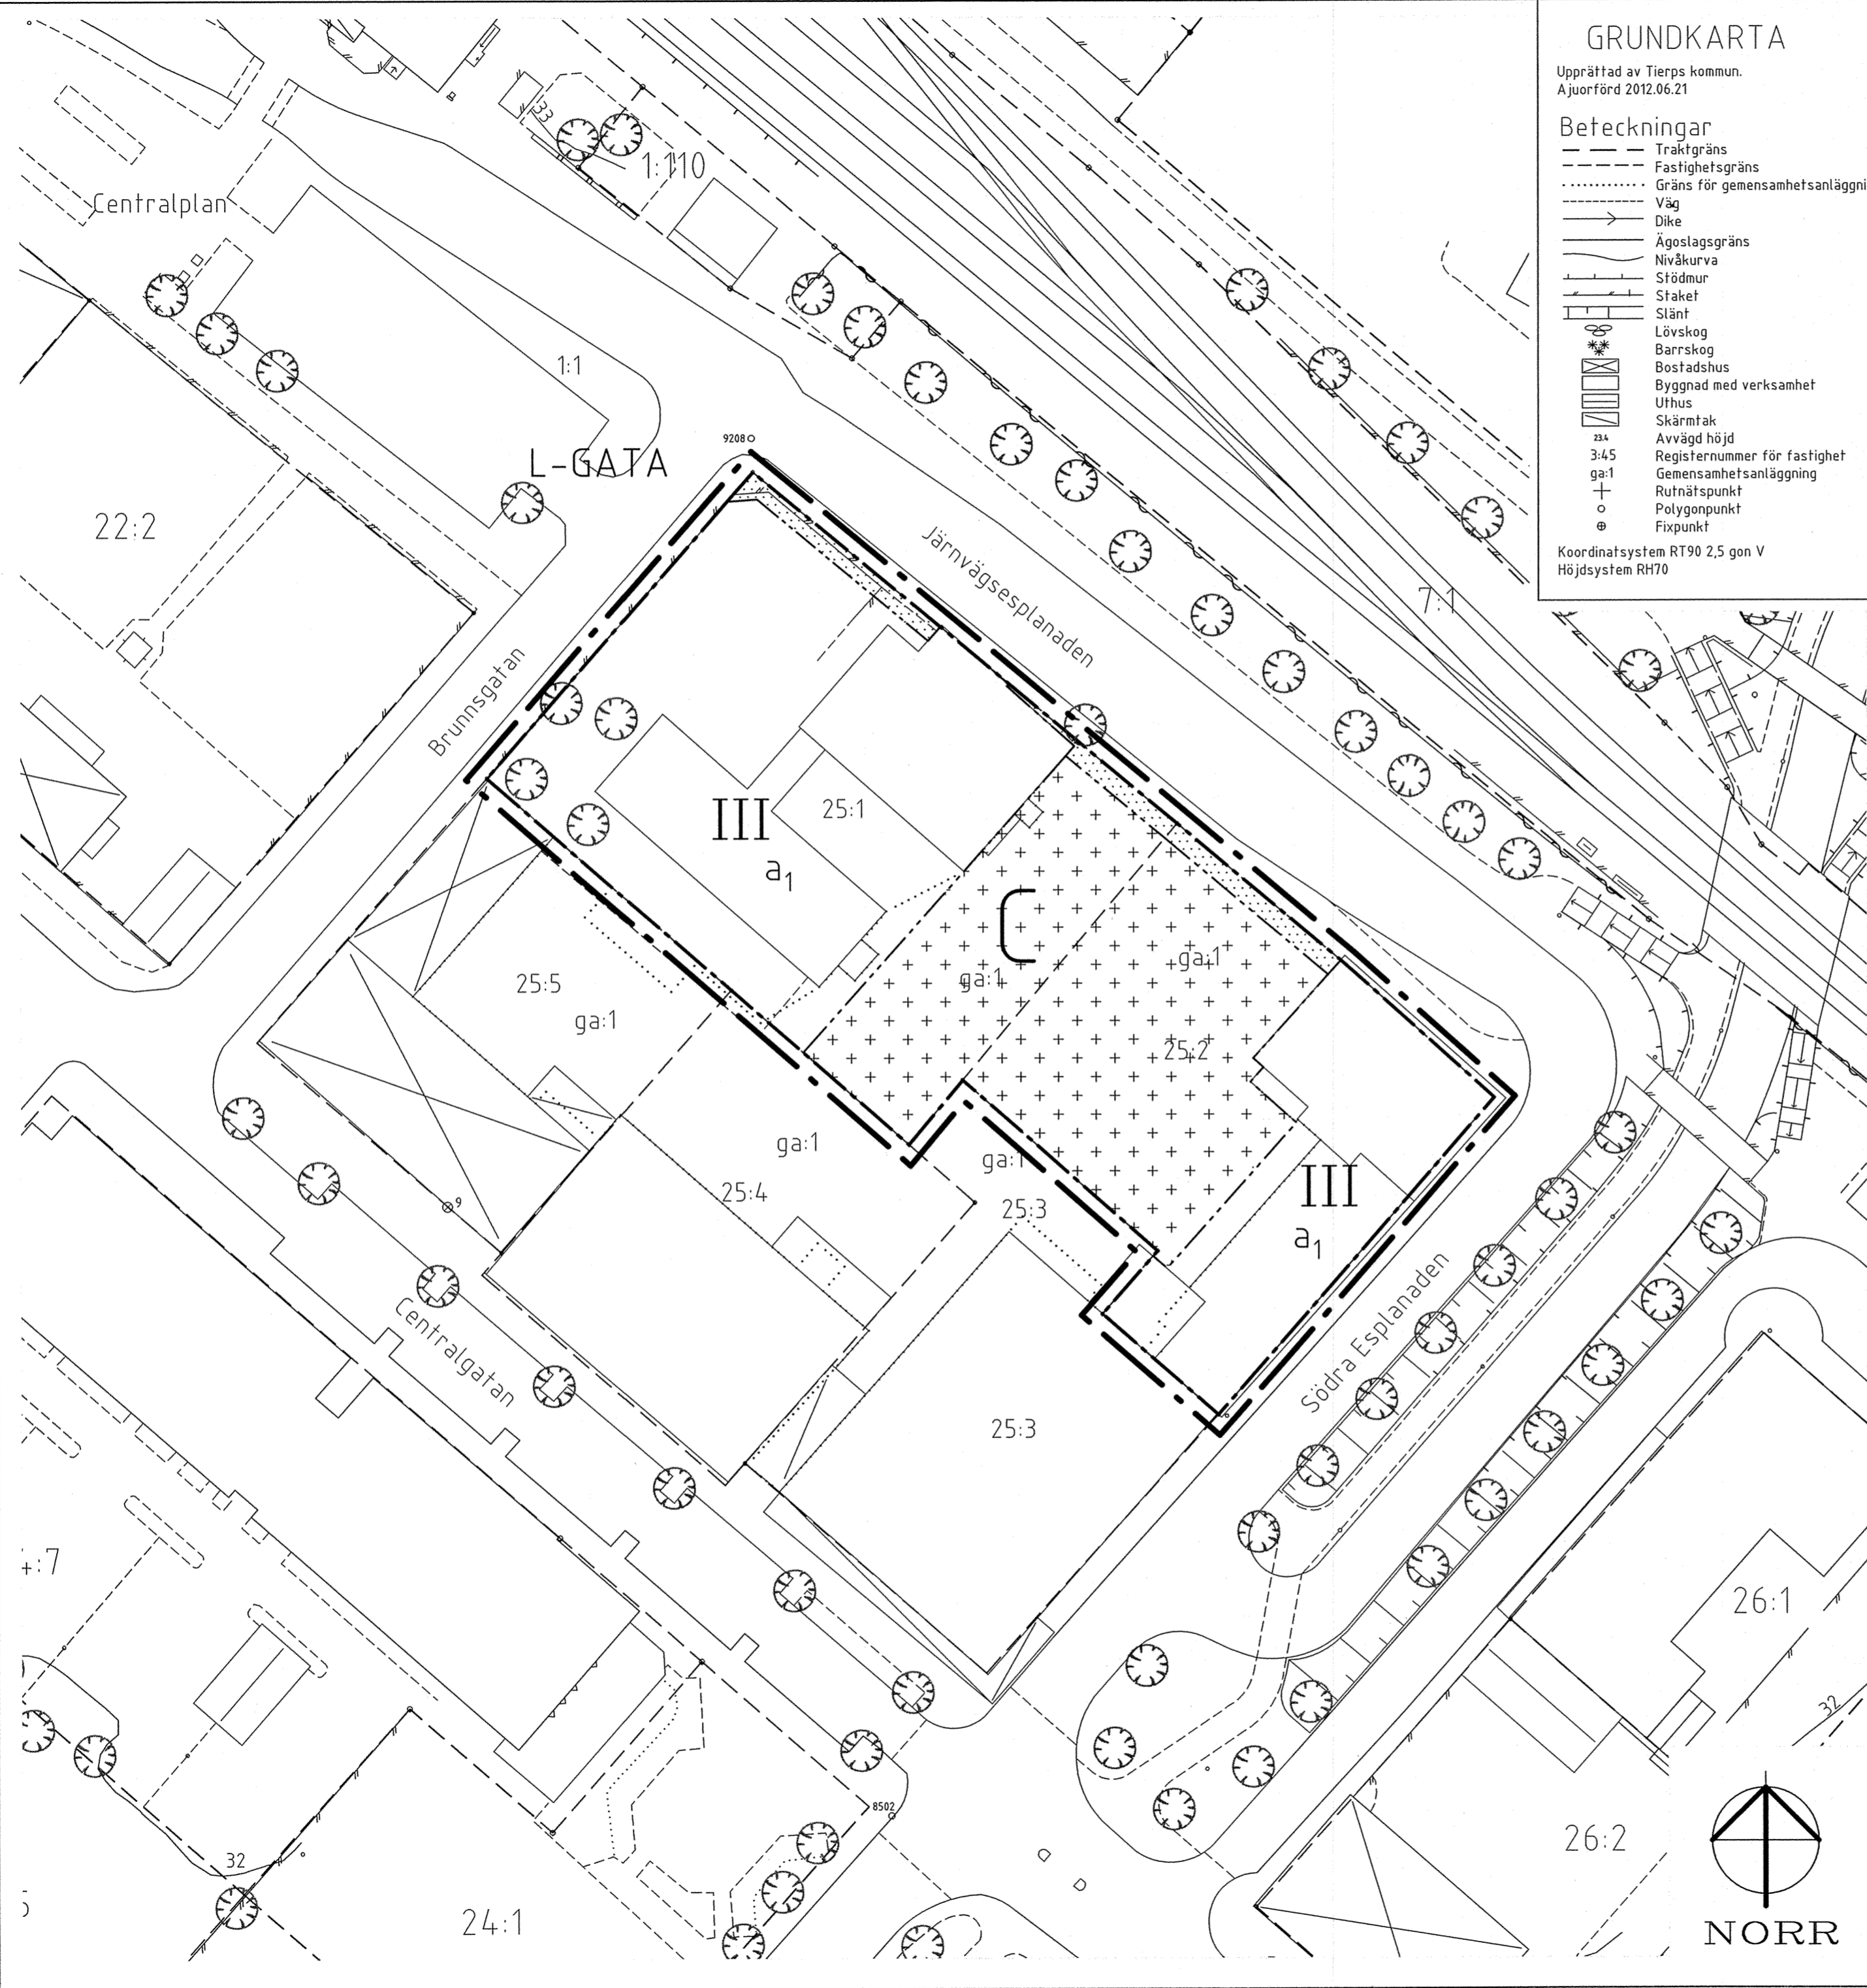 GRUNDKARTA
Upprättad av Tierps kommun.
Ajuorförd 2012.06.21
Beteckningar
Traktgräns
Fastighetsgräns
Gräns för gemensamhetsanläggni
Väg
Dike
Ägoslagsgräns
Nivåkurva
Stödmur
Staket
Slänt
Lövskog
Barrskog
Bostadshus
Byggnad med verksamhet
Uthus
Skärmtak
23.4 Avvägd höjd
3:45 Registernummer för fastighet
ga:1 Gemensamhetsanläggning
Rutnätspunkt
Polygonpunkt
Fixpunkt
Koordinatsystem RT90 2,5 gon V
Höjdsystem RH70
33
1:110
Centralplan
1:1
9208
L-GATA
22:2
Järnvägsesplanaden
7:1
Brunnsgatan
25:1
III
a1
ga:1
ga:1
25:5
ga:1
25:2
ga:1
ga:1
25:4
25:3
III
a1
9
Centralgatan
Södra Esplanaden
25:3
4:7
26:1
32
8502
26:2
32
24:1
5
NORR